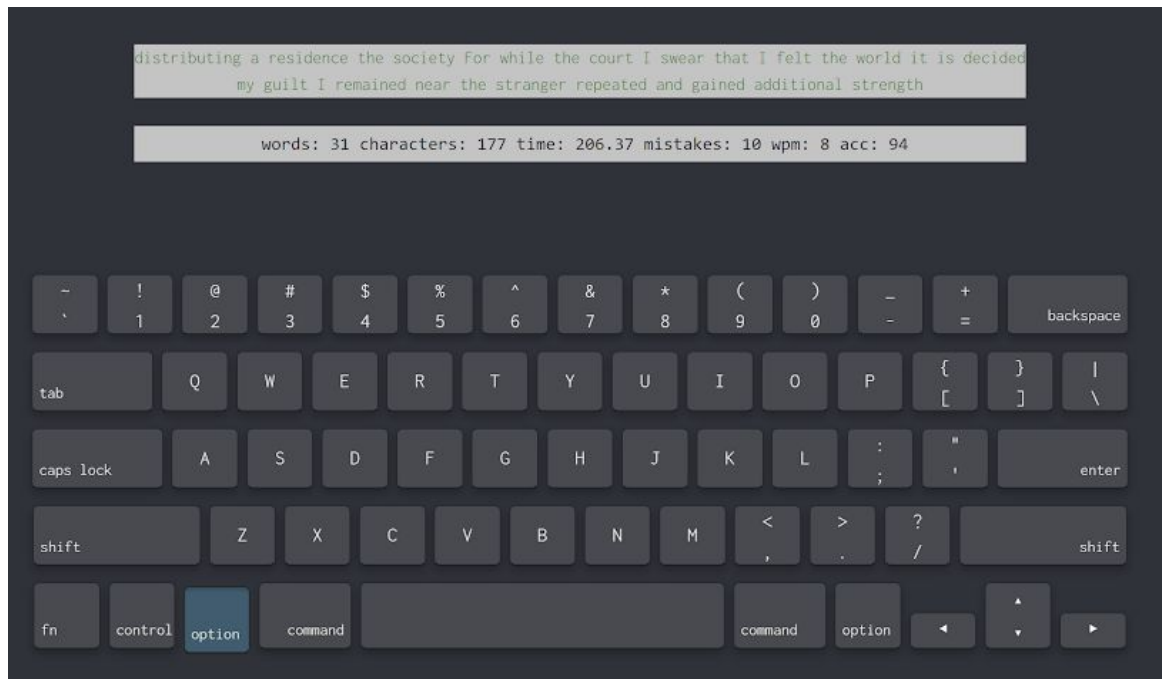 distributing a residence the society For while the court I swear that I felt the world it is decided
my guilt I remained near the stranger repeated and gained additional strength
words: 31 characters: 177 time: 206.37 mistakes: 10 wpm: 8 acc: 94
~ ! @ # $ % ^ & * ( ) _ +
` 1 2 3 4 5 6 7 8 9 0 - = backspace
tab Q W E R T Y U I O P { [ } ] | \
caps lock A S D F G H J K L : ; " ' enter
shift Z X C V B N M < , > . ? / shift
fn control option command command option ◀ ▲ ▼ ▶